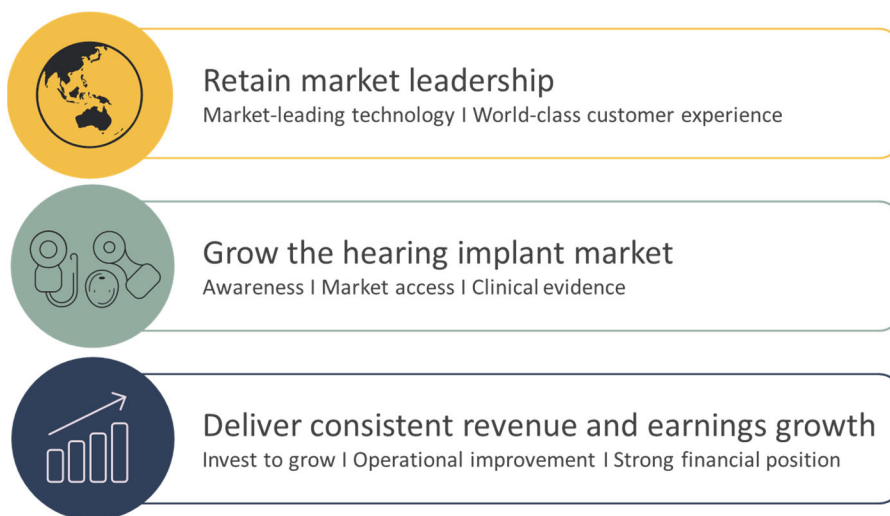 Retain market leadership
Market-leading technology I World-class customer experience
Grow the hearing implant market
Awareness I Market access I Clinical evidence
Deliver consistent revenue and earnings growth
Invest to grow I Operational improvement I Strong financial position